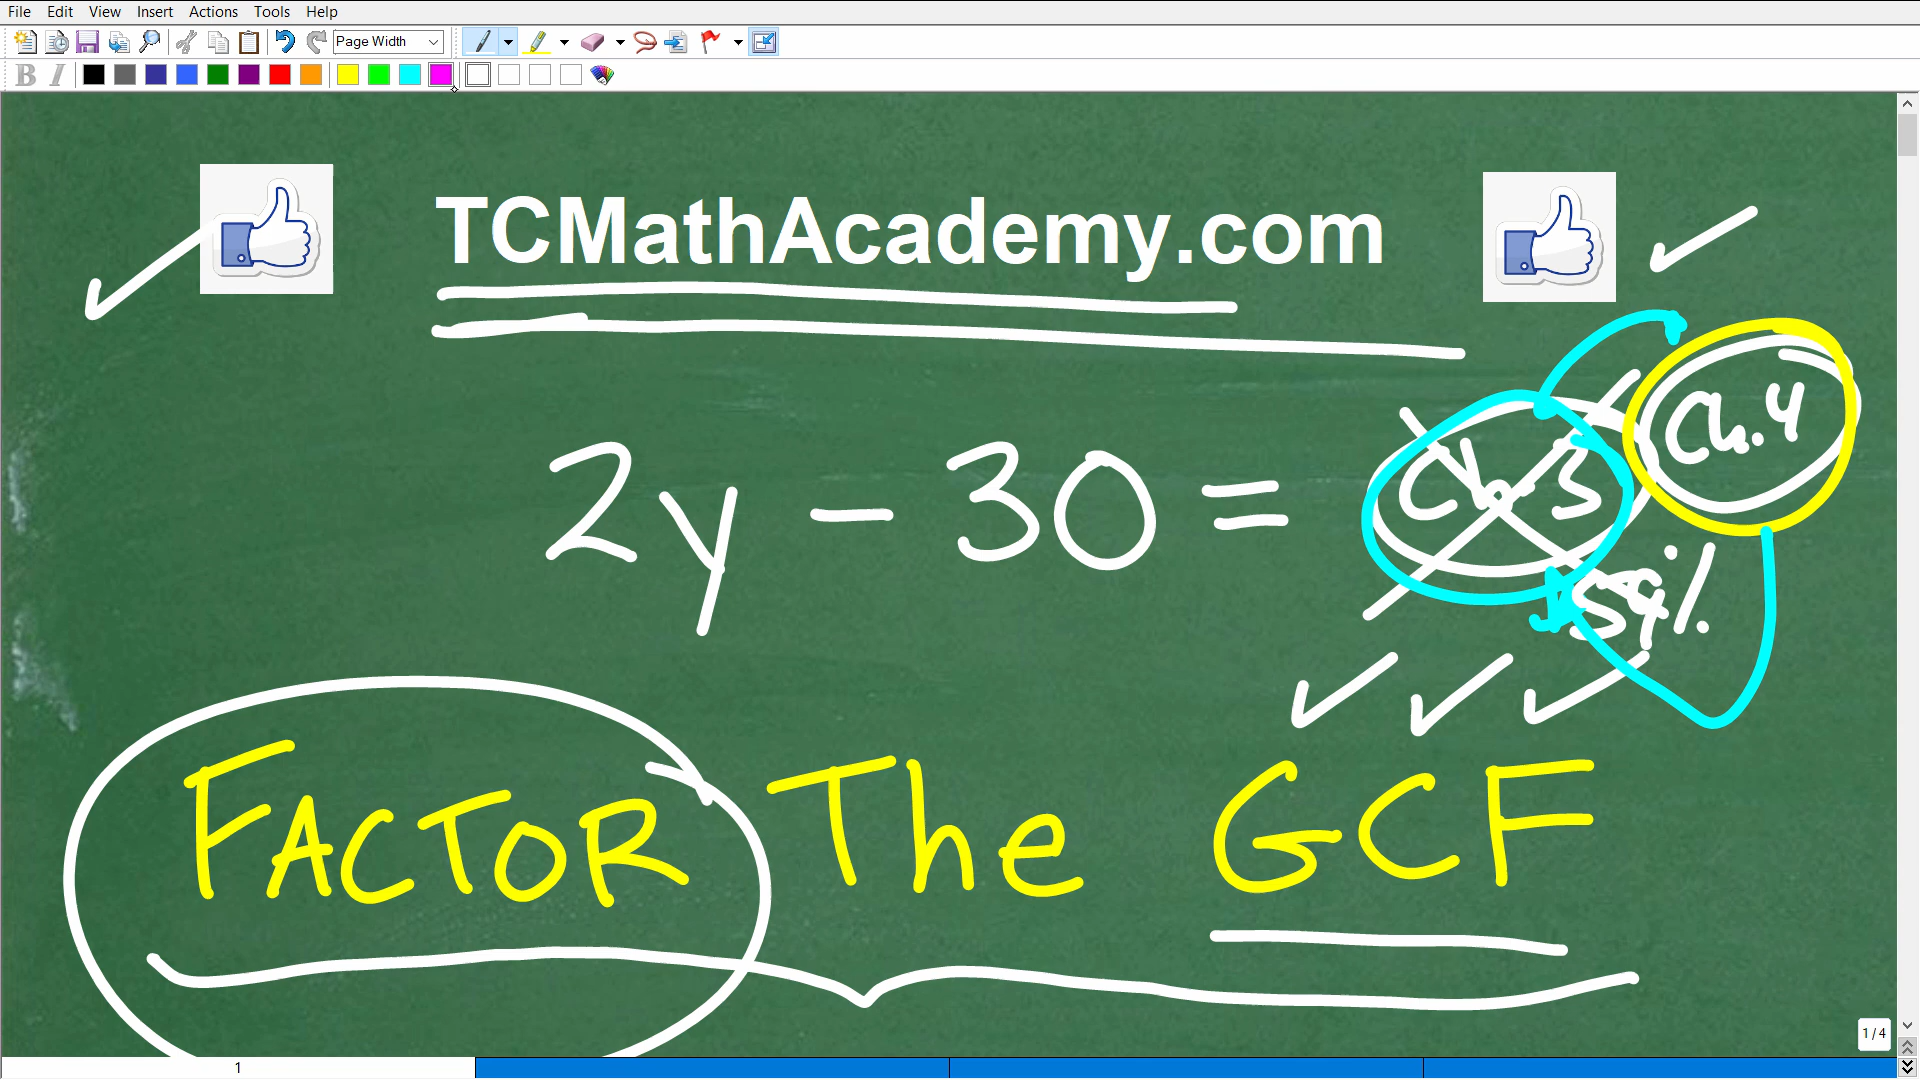 File Edit View Insert Actions Tools Help
Page Width
B I
TCMathAcademy.com
2y - 30 =
Ch. 3
Ch. 4
59%.
FACTOR The GCF
1 / 4
1